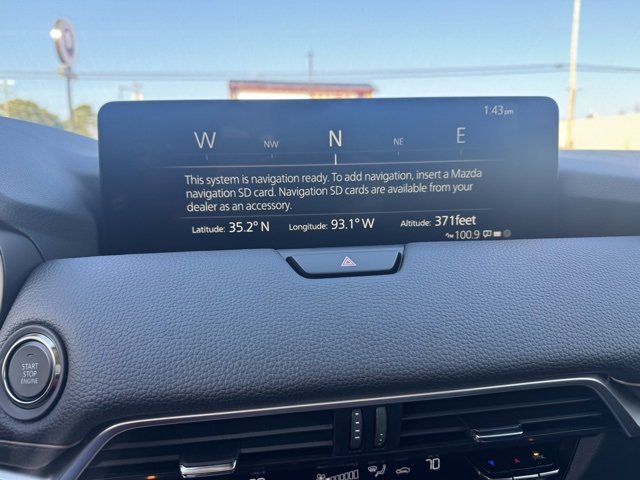 1:43 pm
W NW N NE E
This system is navigation ready. To add navigation, insert a Mazda
navigation SD card. Navigation SD cards are available from your
dealer as an accessory.
Latitude: 35.2° N Longitude: 93.1° W Altitude: 371feet
100.9
START
STOP
ENGINE
70